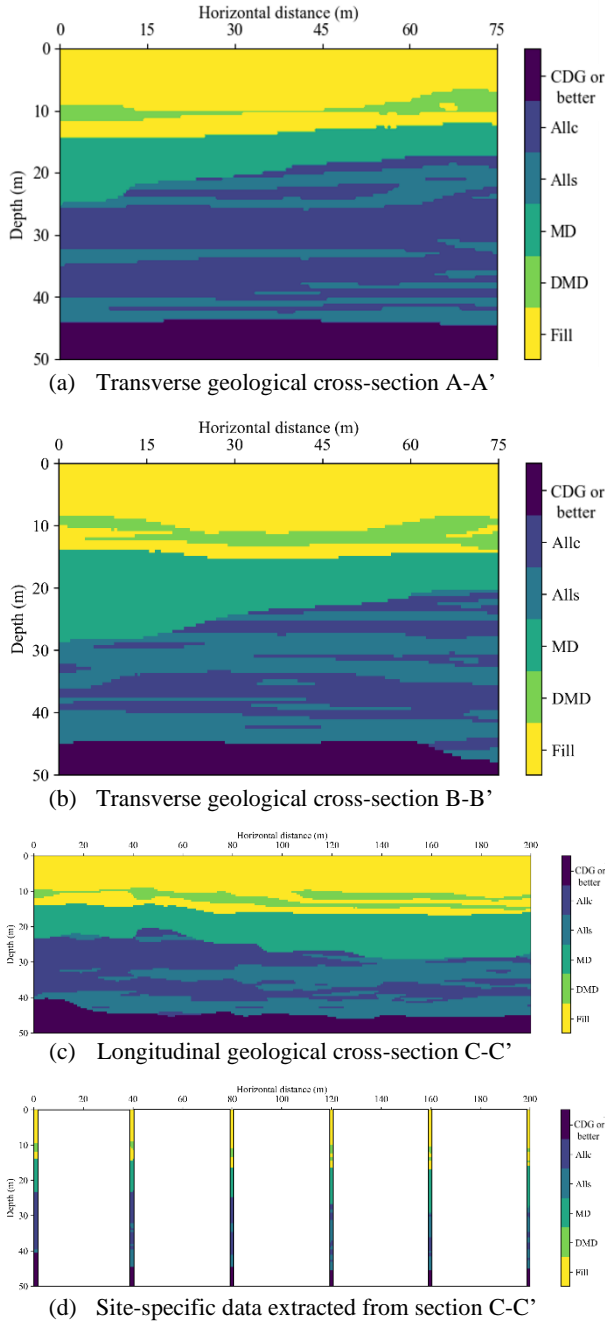 Horizontal distance (m)
0 15 30 45 60 75
0
10
20
30
40
50
Depth (m)
CDG or
better
Allc
Alls
MD
DMD
Fill
(a) Transverse geological cross-section A-A’
Horizontal distance (m)
0 15 30 45 60 75
0
10
20
30
40
50
Depth (m)
CDG or
better
Allc
Alls
MD
DMD
Fill
(b) Transverse geological cross-section B-B’
Horizontal distance (m)
0 20 40 60 80 100 120 140 160 180 200
0
10
20
30
40
50
Depth (m)
CDG or
better
Allc
Alls
MD
DMD
Fill
(c) Longitudinal geological cross-section C-C’
Horizontal distance (m)
0 20 40 60 80 100 120 140 160 180 200
0
10
20
30
40
50
Depth (m)
CDG or
better
Allc
Alls
MD
DMD
Fill
(d) Site-specific data extracted from section C-C’